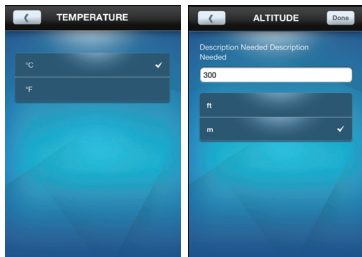 TEMPERATURE
°C
°F
ALTITUDE
Done
Description Needed Description
Needed
300
ft
m